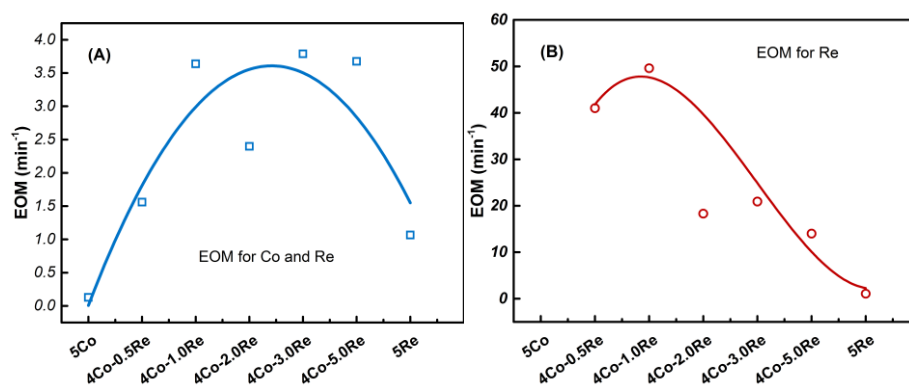 (A)
EOM (min⁻¹)
4.0
3.5
3.0
2.5
2.0
1.5
1.0
0.5
0.0
EOM for Co and Re
5Co
4Co-0.5Re
4Co-1.0Re
4Co-2.0Re
4Co-3.0Re
4Co-5.0Re
5Re
(B)
EOM for Re
EOM (min⁻¹)
60
50
40
30
20
10
0
5Co
4Co-0.5Re
4Co-1.0Re
4Co-2.0Re
4Co-3.0Re
4Co-5.0Re
5Re